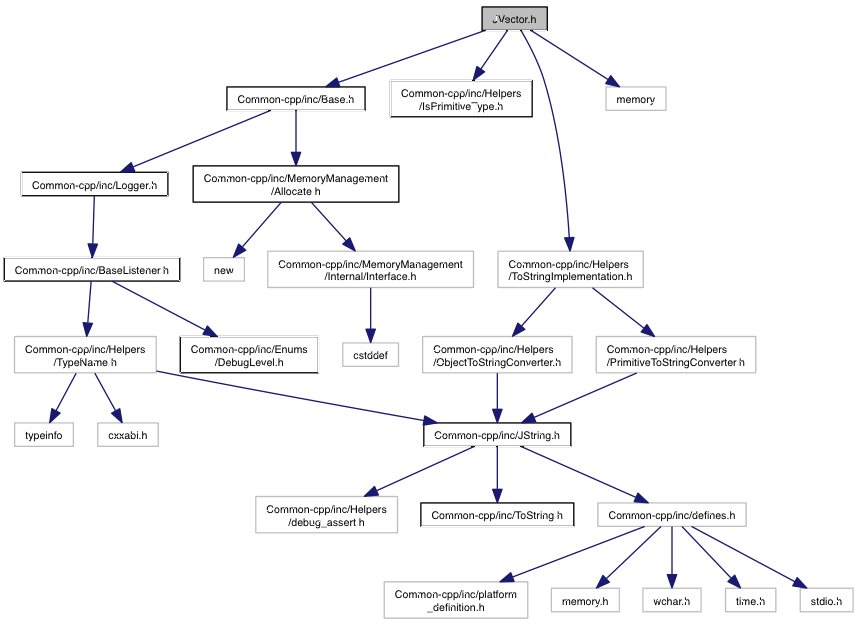 JVector.h
Common-cpp/inc/Base.h
Common-cpp/inc/Helpers
/IsPrimitiveType.h
memory
Common-cpp/inc/Logger.h
Common-cpp/inc/MemoryManagement
/Allocate.h
Common-cpp/inc/BaseListener.h
new
Common-cpp/inc/MemoryManagement
/Internal/Interface.h
Common-cpp/inc/Helpers
/ToStringImplementation.h
Common-cpp/inc/Helpers
/TypeName.h
Common-cpp/inc/Enums
/DebugLevel.h
cstddef
Common-cpp/inc/Helpers
/ObjectToStringConverter.h
Common-cpp/inc/Helpers
/PrimitiveToStringConverter.h
typeinfo
cxxabi.h
Common-cpp/inc/JString.h
Common-cpp/inc/Helpers
/debug_assert.h
Common-cpp/inc/ToString.h
Common-cpp/inc/defines.h
Common-cpp/inc/platform
_definition.h
memory.h
wchar.h
time.h
stdio.h